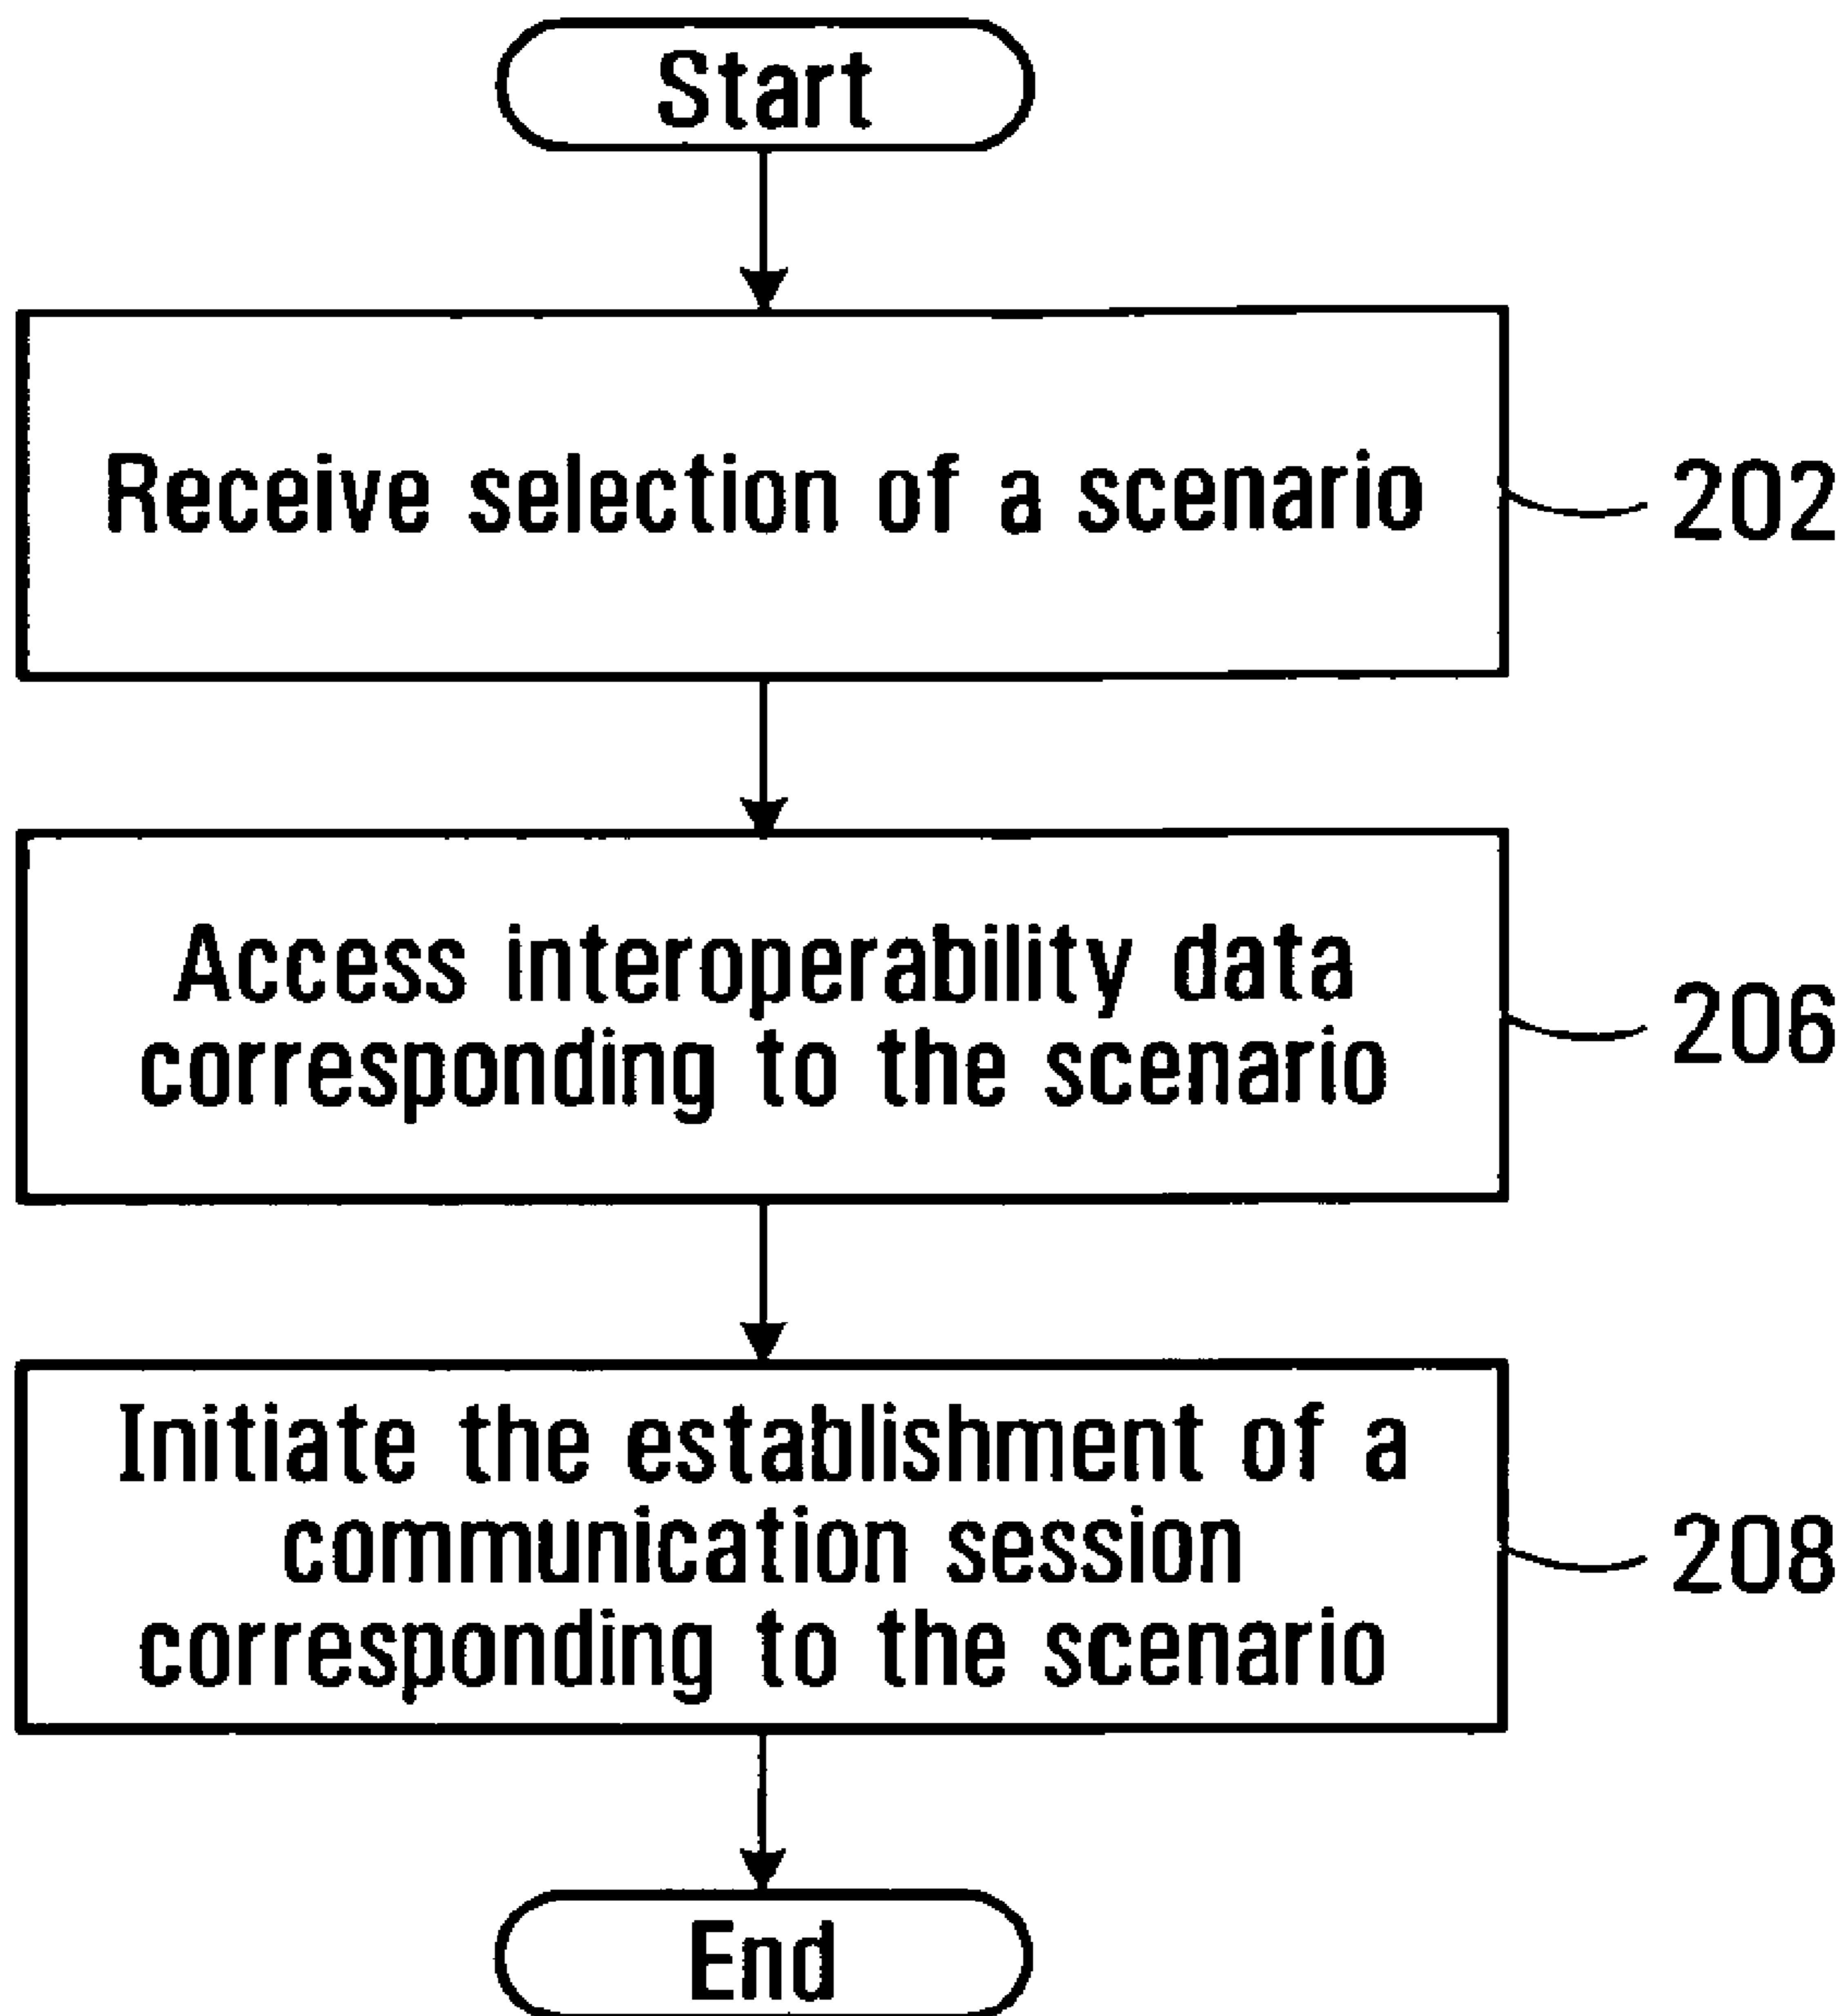 Start
Receive selection of a scenario
202
Access interoperability data
corresponding to the scenario
206
Initiate the establishment of a
communication session
corresponding to the scenario
208
End